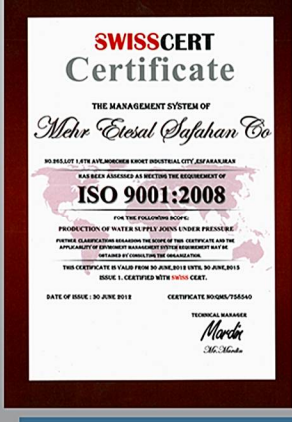 SWISSCERT
Certificate
THE MANAGEMENT SYSTEM OF
Mehr Etesal Safahan Co
NO.265,LOT 1,6TH AVE,MORCHEH KHORT INDUSTRIAL CITY ,ESFAHAN,IRAN
HAS BEEN ASSESSED AS MEETING THE REQUIREMENT OF
ISO 9001:2008
FOR THE FOLLOWING SCOPE:
PRODUCTION OF WATER SUPPLY JOINS UNDER PRESSURE
FURTHER CLARIFICATIONS REGARDING THE SCOPE OF THIS CERTIFICATE AND THE
APPLICABILITY OF ENVIROMENT MANAGEMENT SYSTEM REQUIREMENT MAY BE
OBTAINED BY CONSULTING THE ORGANIZATION.
THIS CERTIFICATE IS VALID FROM 30 JUNE,2012 UNTIL 30 JUNE,2015
ISSUE 1. CERTIFIED WITH SWISS CERT.
DATE OF ISSUE : 30 JUNE 2012 CERTIFICATE NO:QMS/758540
TECHNICAL MANAGER
Mardin
Mr.Mardin